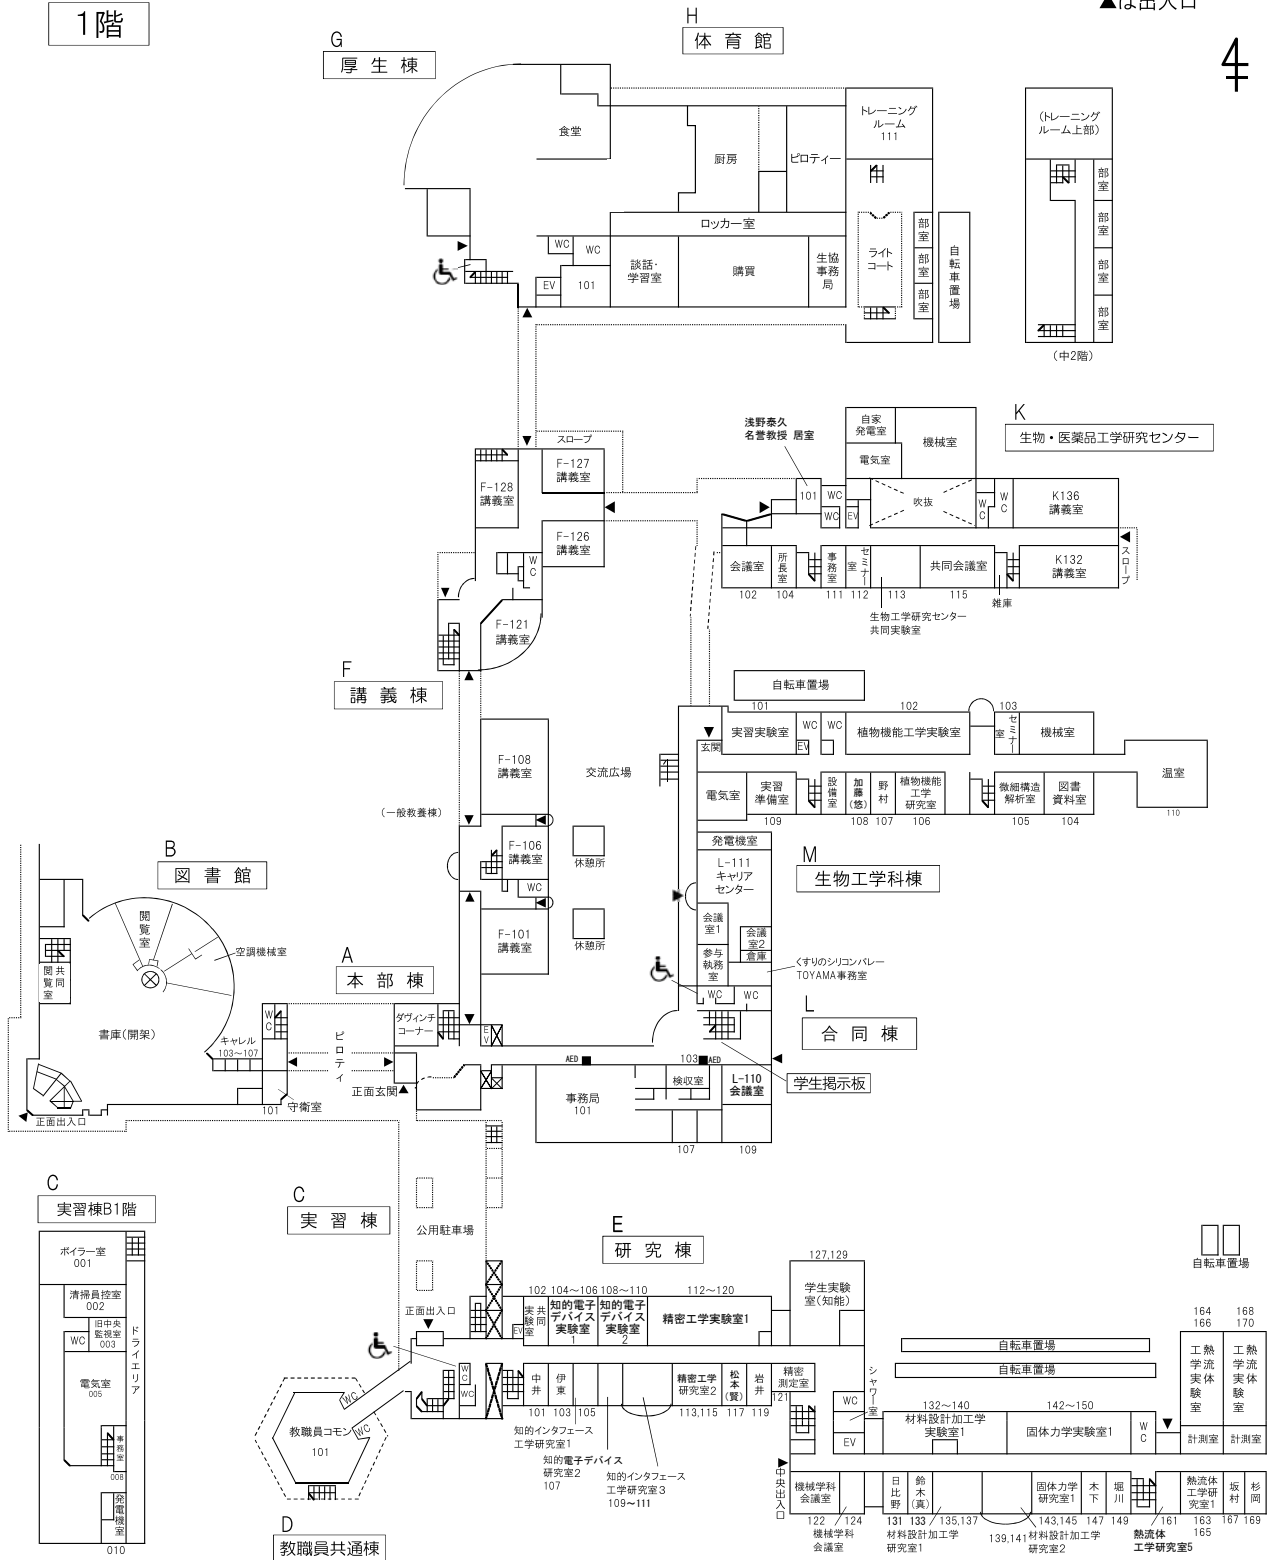 1階
▲は出入口
4
G
厚生棟
H
体育館
食堂
厨房
ピロティー
トレーニング
ルーム
111
(トレーニング
ルーム上部)
部室
部室
部室
部室
(中2階)
ロッカー室
WC
WC
EV
101
談話・
学習室
購買
生協
事務
局
ライト
コート
部室
部室
部室
自転車置場
スロープ
F-127
講義室
F-128
講義室
F-126
講義室
WC
F-121
講義室
F
講義棟
浅野泰久
名誉教授 居室
自家
発電室
機械室
電気室
K
生物・医薬品工学研究センター
101
WC
WC
EV
吹抜
WC
WC
K136
講義室
会議室
所長室
事務室
セミナー室
共同会議室
K132
講義室
スロープ
102
104
111
112
113
115
雑庫
生物工学研究センター
共同実験室
自転車置場
101
102
103
玄関
実習実験室
WC
WC
EV
植物機能工学実験室
セミナー室
機械室
温室
110
電気室
実習
準備室
設備室
加藤(悠)
野村
植物機能
工学
研究室
微細構造
解析室
図書
資料室
109
108
107
106
105
104
F-108
講義室
交流広場
(一般教養棟)
F-106
講義室
休憩所
WC
F-101
講義室
休憩所
発電機室
L-111
キャリア
センター
M
生物工学科棟
会議
室1
会議
室2
参与
執務
室
倉庫
くすりのシリコンバレー
TOYAMA事務室
WC
WC
L
合同棟
B
図書館
閲覧室
空調機械室
共同閲覧室
書庫(開架)
キャレル
103~107
WC
ピロティ
A
本部棟
ダヴィンチ
コーナー
EV
正面出入口
101
守衛室
正面玄関
AED
103
AED
学生掲示板
事務局
101
検収室
L-110
会議室
107
109
C
実習棟B1階
ボイラー室
001
清掃員控室
002
旧中央
監視室
003
WC
ドライエリア
電気室
005
事務室
008
発電機室
010
C
実習棟
公用駐車場
正面出入口
E
研究棟
102
104~106
108~110
112~120
127,129
共同実験室
EV
知的電子
デバイス
実験室
1
知的電子
デバイス
実験室
2
精密工学実験室1
学生実験
室(知能)
自転車置場
自転車置場
自転車置場
164
166
168
170
熱流体工学実験室
熱流体工学実験室
計測室
計測室
WC
WC
中井
伊東
精密工学
研究室2
松本(賢)
岩井
精密
測定室
121
101
103
105
113,115
117
119
知的インタフェース
工学研究室1
知的電子デバイス
研究室2
107
知的インタフェース
工学研究室3
109~111
シャワー室
WC
EV
132~140
材料設計加工学
実験室1
142~150
固体力学実験室1
WC
中央出入口
機械学科
会議室
日比野
鈴木(真)
固体力学
研究室1
木下
堀川
熱流体
工学研
究室1
坂村
杉岡
122
124
131
133
135,137
139,141
143,145
147
149
161
163
165
167
169
機械学科
会議室
材料設計加工学
研究室1
材料設計加工学
研究室2
熱流体
工学研究室5
教職員コモン
101
WC
WC
D
教職員共通棟